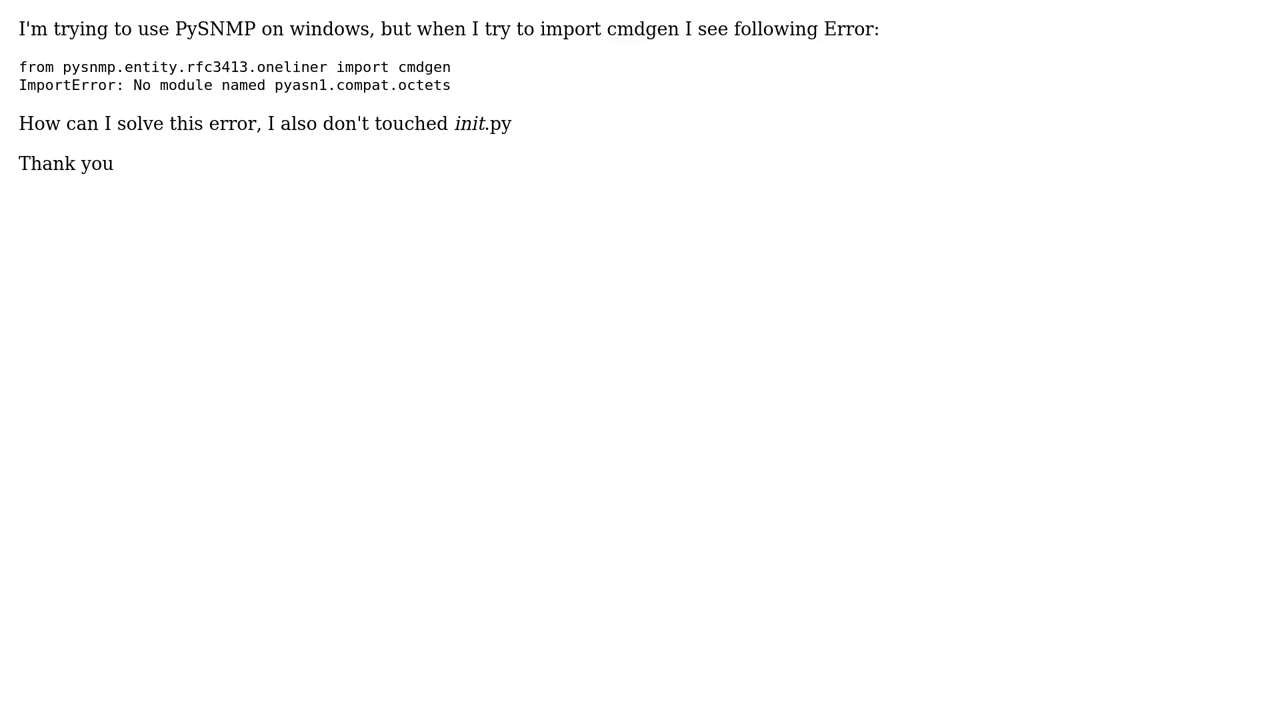 I'm trying to use PySNMP on windows, but when I try to import cmdgen I see following Error:
from pysnmp.entity.rfc3413.oneliner import cmdgen
ImportError: No module named pyasn1.compat.octets
How can I solve this error, I also don't touched init.py
Thank you